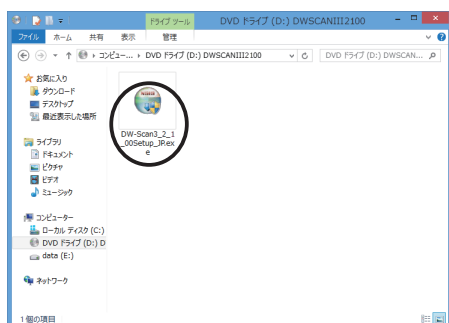 ドライブ ツール
DVD ドライブ (D:) DWSCANIII2100
ファイル ホーム 共有 表示 管理
コンピュー... DVD ドライブ (D:) DWSCANIII2100
DVD ドライブ (D:) DWSCAN...
お気に入り
ダウンロード
デスクトップ
最近表示した場所
ライブラリ
ドキュメント
ピクチャ
ビデオ
ミュージック
コンピューター
ローカル ディスク (C:)
DVD ドライブ (D:) D
data (E:)
ネットワーク
DW-Scan3_2_1
_00Setup_JP.ex
e
1 個の項目